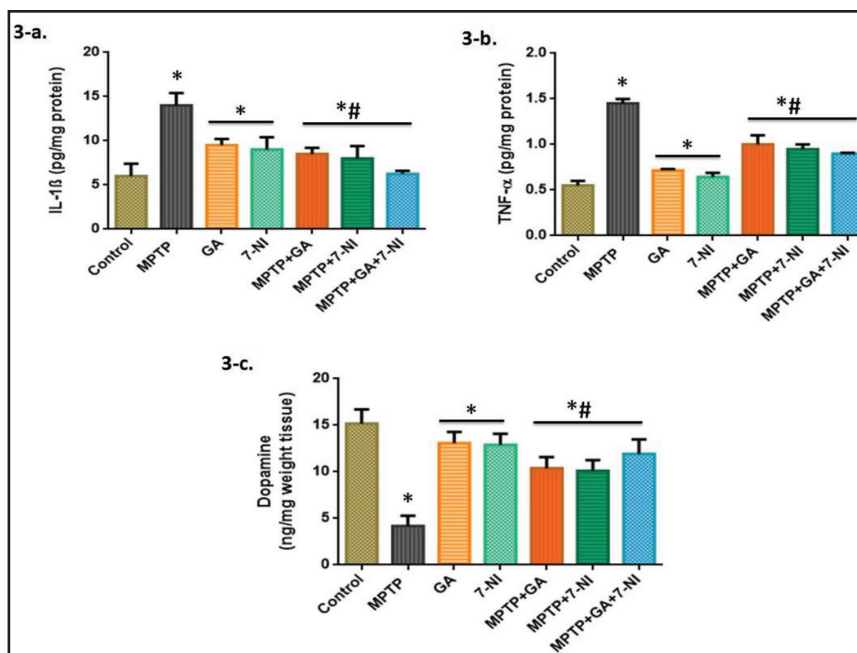 3-a.
IL-1ß (pg/mg protein)
20
15
10
5
0
*
*
*#
Control
MPTP
GA
7-NI
MPTP+GA
MPTP+7-NI
MPTP+GA+7-NI
3-b.
TNF-α (pg/mg protein)
2.0
1.5
1.0
0.5
0.0
*
*
*#
Control
MPTP
GA
7-NI
MPTP+GA
MPTP+7-NI
MPTP+GA+7-NI
3-c.
Dopamine
(ng/mg weight tissue)
20
15
10
5
0
*
*
*#
Control
MPTP
GA
7-NI
MPTP+GA
MPTP+7-NI
MPTP+GA+7-NI